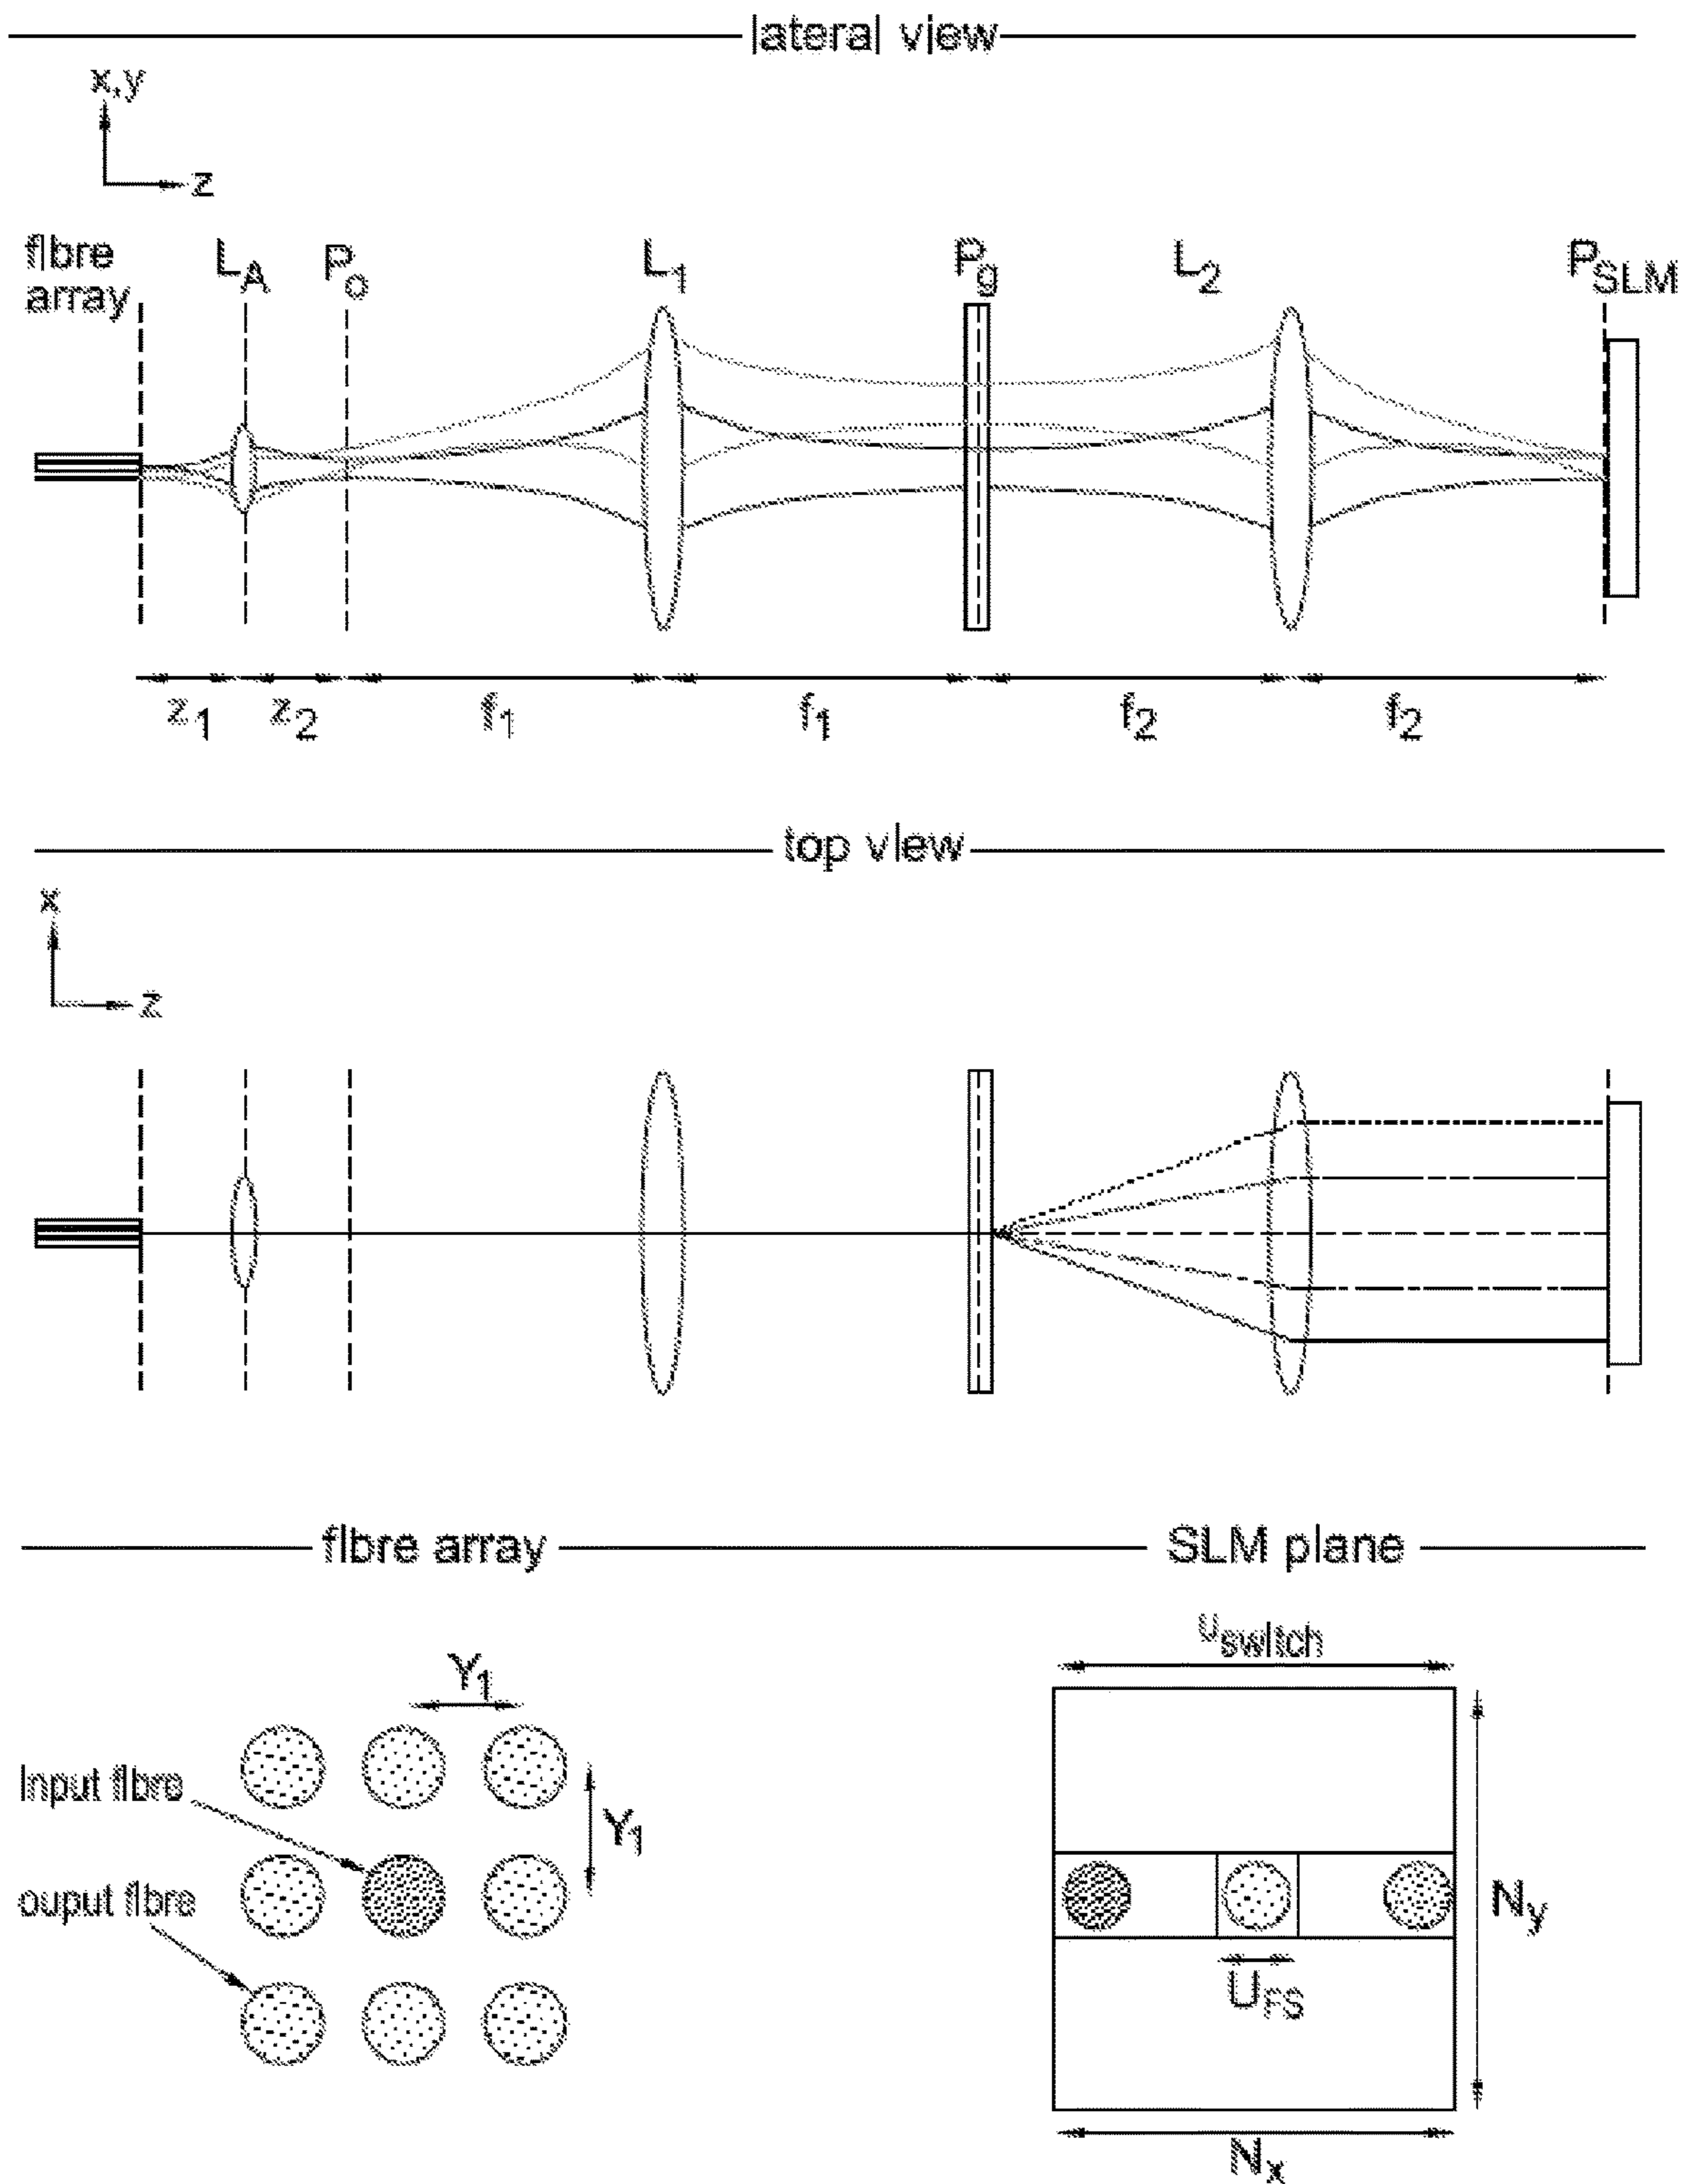 lateral view
x,y
z
fibre array
L_A
P_o
L_1
P_g
L_2
P_SLM
z_1
z_2
f_1
f_1
f_2
f_2
top view
x
z
fibre array
SLM plane
Y_1
Input fibre
Y_1
ouput fibre
u_switch
U_FS
N_y
N_x